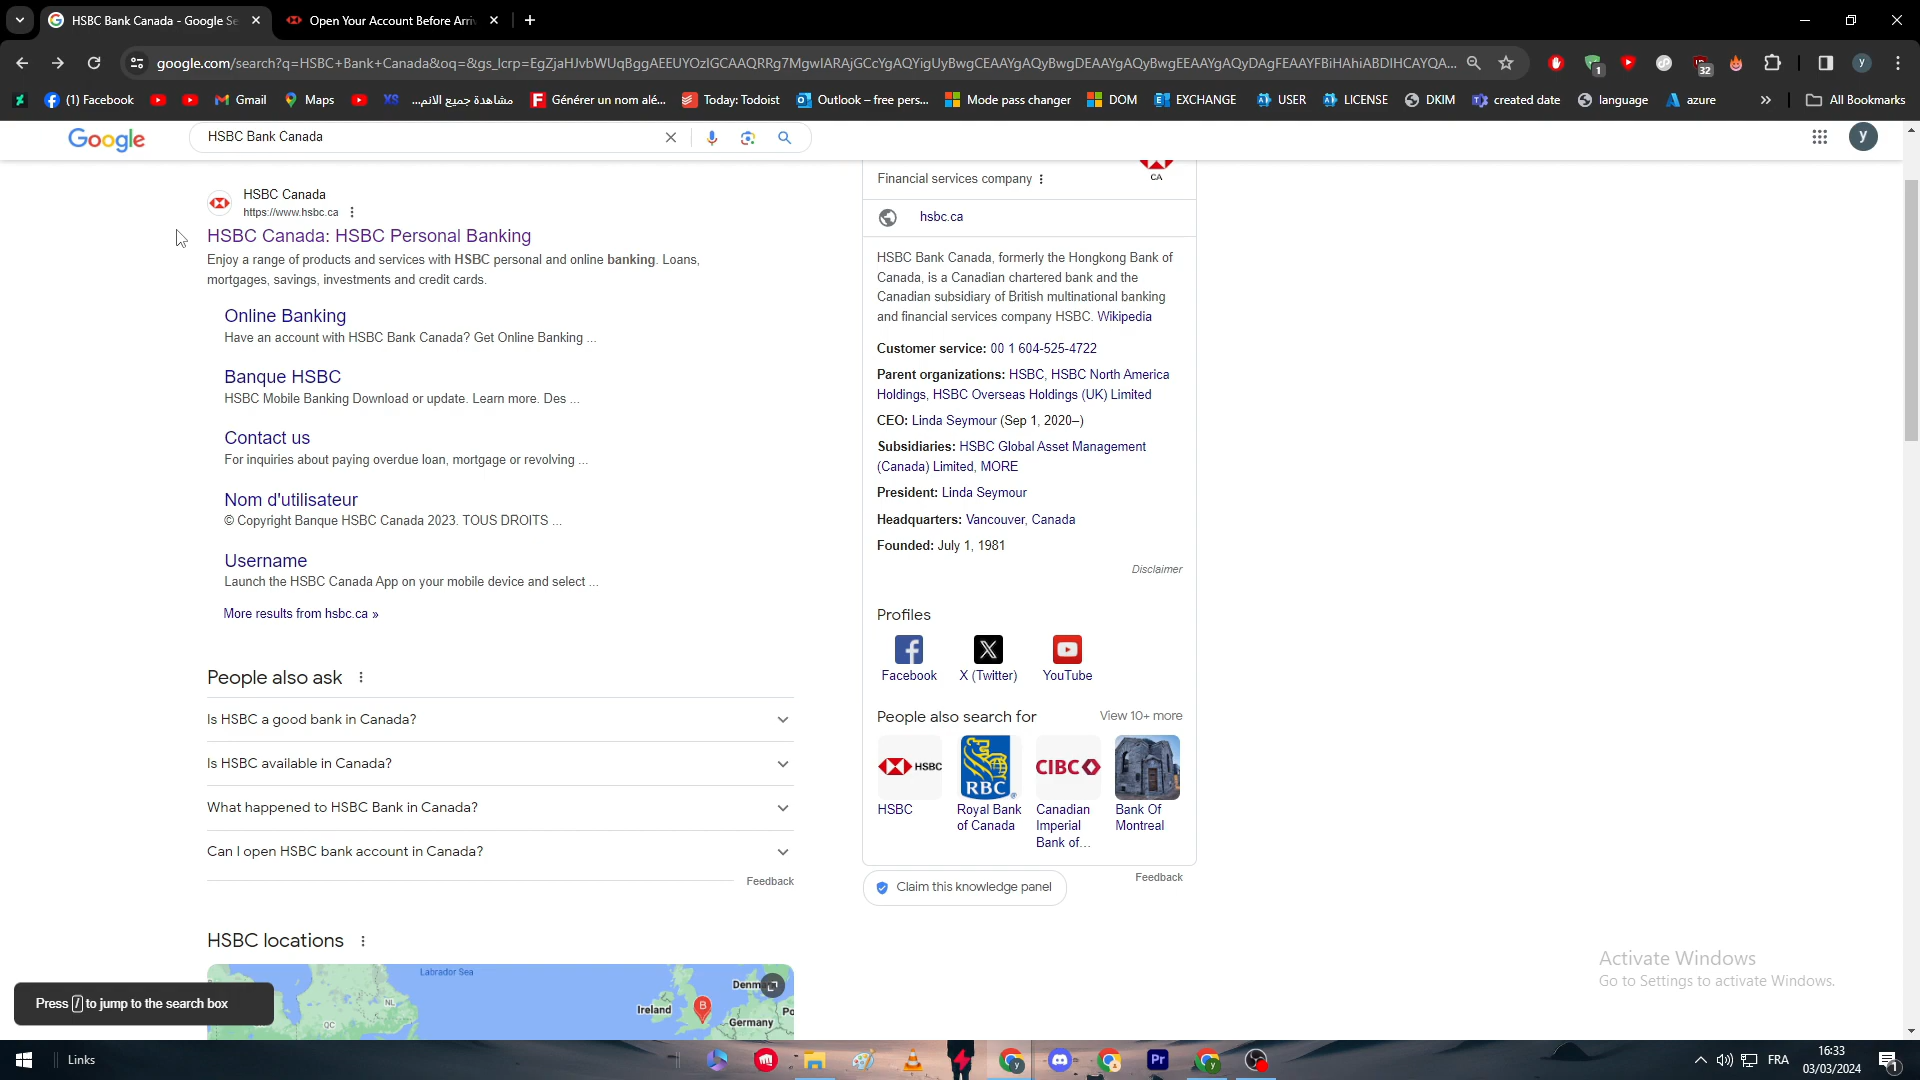 HSBC Bank Canada - Google Se
Open Your Account Before Arri
google.com/search?q=HSBC+Bank+Canada&oq=&gs_lcrp=EgZjaHJvbWUqBggAEEUYOzIGCAAQRRg7MgwIARAjGCcYgAQYigUyBwgCEAAYgAQyBwgDEAAYgAQyBwgEEAAYgAQyDAgFEAAYFBiHAhiABDIHCAYQA...
1
32
y
(1) Facebook
Gmail
Maps
مشاهدة جميع الانم...
Générer un nom alé...
Today: Todoist
Outlook – free pers...
Mode pass changer
DOM
EXCHANGE
USER
LICENSE
DKIM
created date
language
azure
»
All Bookmarks
Google
HSBC Bank Canada
y
HSBC Canada
https://www.hsbc.ca
HSBC Canada: HSBC Personal Banking
Enjoy a range of products and services with HSBC personal and online banking. Loans,
mortgages, savings, investments and credit cards.
Online Banking
Have an account with HSBC Bank Canada? Get Online Banking ...
Banque HSBC
HSBC Mobile Banking Download or update. Learn more. Des ...
Contact us
For inquiries about paying overdue loan, mortgage or revolving ...
Nom d'utilisateur
© Copyright Banque HSBC Canada 2023. TOUS DROITS ...
Username
Launch the HSBC Canada App on your mobile device and select ...
More results from hsbc.ca »
People also ask
Is HSBC a good bank in Canada?
Is HSBC available in Canada?
What happened to HSBC Bank in Canada?
Can I open HSBC bank account in Canada?
Feedback
HSBC locations
Labrador Sea
NL
QC
Ireland
B
Denm
Germany
Po
Press / to jump to the search box
CA
Financial services company
hsbc.ca
HSBC Bank Canada, formerly the Hongkong Bank of
Canada, is a Canadian chartered bank and the
Canadian subsidiary of British multinational banking
and financial services company HSBC. Wikipedia
Customer service: 00 1 604-525-4722
Parent organizations: HSBC, HSBC North America
Holdings, HSBC Overseas Holdings (UK) Limited
CEO: Linda Seymour (Sep 1, 2020–)
Subsidiaries: HSBC Global Asset Management
(Canada) Limited, MORE
President: Linda Seymour
Headquarters: Vancouver, Canada
Founded: July 1, 1981
Disclaimer
Profiles
Facebook
X (Twitter)
YouTube
People also search for
View 10+ more
HSBC
RBC
CIBC
HSBC
Royal Bank
of Canada
Canadian
Imperial
Bank of...
Bank Of
Montreal
Claim this knowledge panel
Feedback
Activate Windows
Go to Settings to activate Windows.
Links
Pr
FRA
16:33
03/03/2024
1